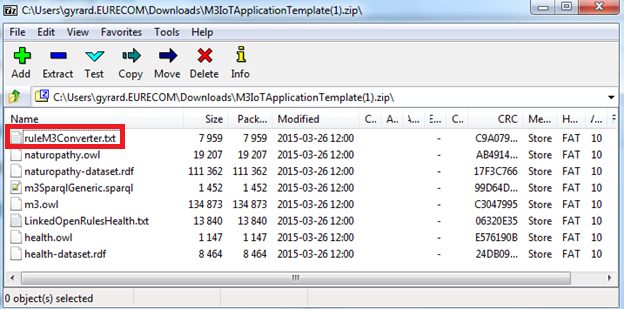 C:\Users\gyrard.EURECOM\Downloads\M3IoTApplicationTemplate(1).zip\
File Edit View Favorites Tools Help
Add Extract Test Copy Move Delete Info
C:\Users\gyrard.EURECOM\Downloads\M3IoTApplicationTemplate(1).zip\
Name Size Pack... Modified C.. A... ..A... E... C.. CRC Me... H... /... F
ruleM3Converter.txt 7 959 7 959 2015-03-26 12:00 - C9A079... Store FAT 10
naturopathy.owl 19 207 19 207 2015-03-26 12:00 - AB4914... Store FAT 10
naturopathy-dataset.rdf 111 362 111 362 2015-03-26 12:00 - 17F3C766 Store FAT 10
m3SparqlGeneric.sparql 1 452 1 452 2015-03-26 12:00 - 99D64D... Store FAT 10
m3.owl 134 873 134 873 2015-03-26 12:00 - C3047995 Store FAT 10
LinkedOpenRulesHealth.txt 13 840 13 840 2015-03-26 12:00 - 06320E35 Store FAT 10
health.owl 1 147 1 147 2015-03-26 12:00 - E576190B Store FAT 10
health-dataset.rdf 8 464 8 464 2015-03-26 12:00 - 24DB09... Store FAT 10
0 object(s) selected